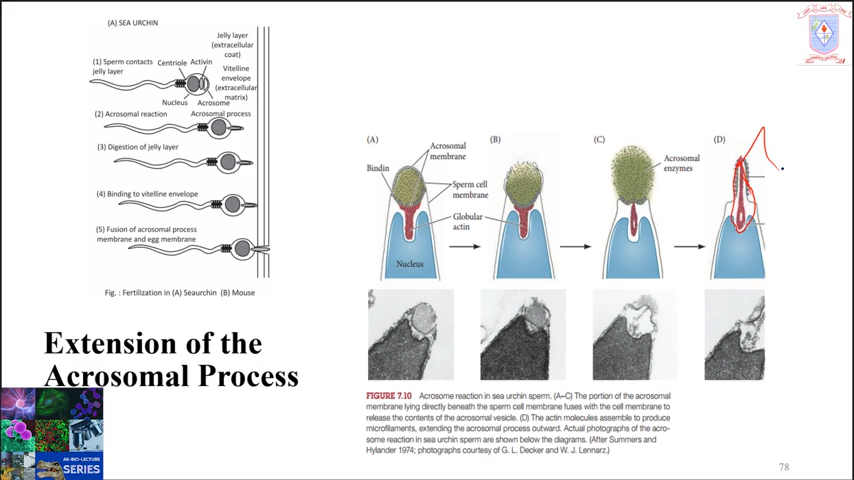 (A) SEA URCHIN
Jelly layer
(extracellular
coat)
(1) Sperm contacts
jelly layer
Centriole
Activin
Vitelline
envelope
(extracellular
matrix)
Nucleus
Acrosome
(2) Acrosomal reaction
Acrosomal process
(3) Digestion of jelly layer
(4) Binding to vitelline envelope
(5) Fusion of acrosomal process
membrane and egg membrane
Fig. : Fertilization in (A) Seaurchin (B) Mouse
Extension of the
Acrosomal Process
AK-BIO-LECTURE
SERIES
(A)
(B)
(C)
(D)
Acrosomal
membrane
Bindin
Sperm cell
membrane
Globular
actin
Nucleus
Acrosomal
enzymes
FIGURE 7.10 Acrosome reaction in sea urchin sperm. (A–C) The portion of the acrosomal
membrane lying directly beneath the sperm cell membrane fuses with the cell membrane to
release the contents of the acrosomal vesicle. (D) The actin molecules assemble to produce
microfilaments, extending the acrosomal process outward. Actual photographs of the acro-
some reaction in sea urchin sperm are shown below the diagrams. (After Summers and
Hylander 1974; photographs courtesy of G. L. Decker and W. J. Lennarz.)
78